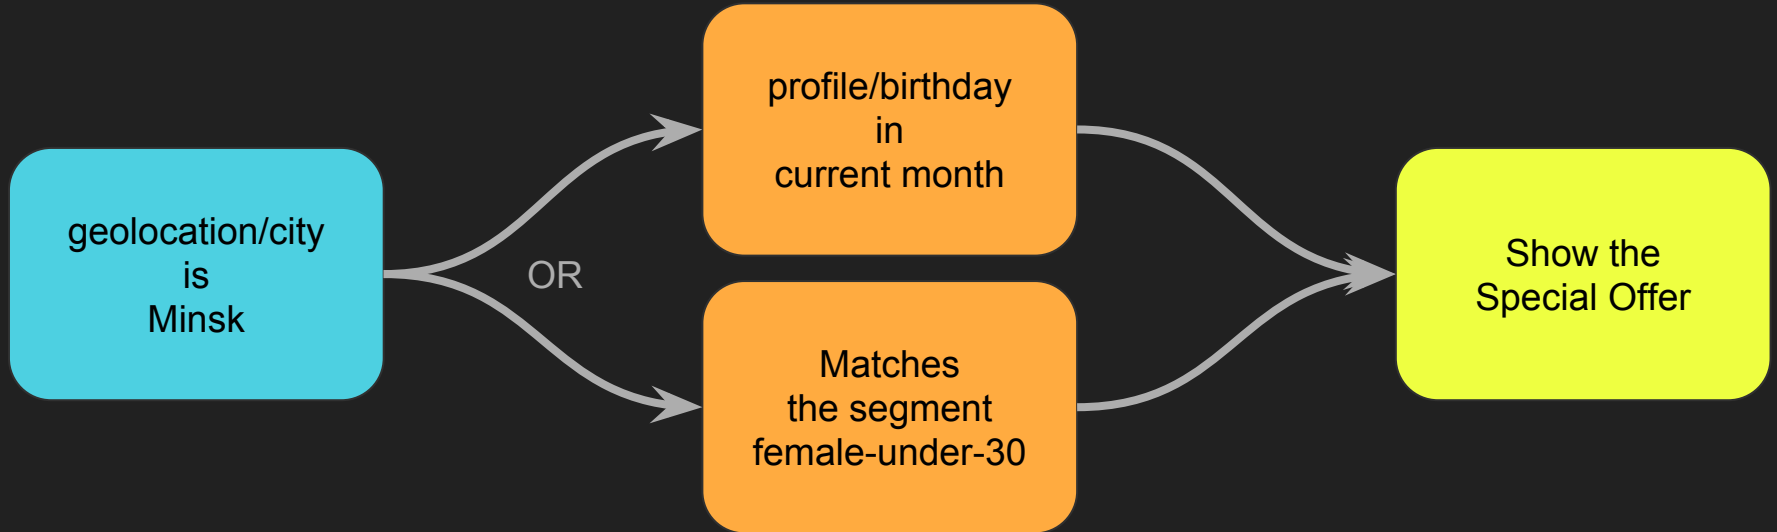 geolocation/city
is
Minsk
OR
profile/birthday
in
current month
Matches
the segment
female-under-30
Show the
Special Offer